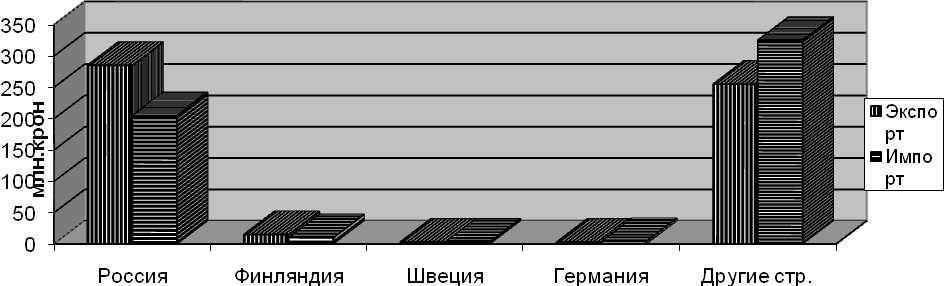 350
300
250
200
150
100
50
0
млн.крон
Россия
Финляндия
Швеция
Германия
Другие стр.
Экспо
рт
Импо
рт